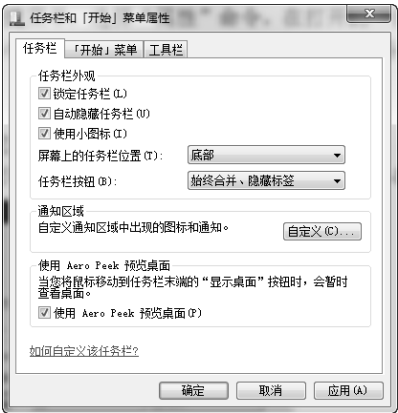 任务栏和「开始」菜单属性
任务栏 「开始」菜单 工具栏
任务栏外观
锁定任务栏(L)
自动隐藏任务栏(U)
使用小图标(I)
屏幕上的任务栏位置(T): 底部
任务栏按钮(B): 始终合并、隐藏标签
通知区域
自定义通知区域中出现的图标和通知。
自定义(C)...
使用 Aero Peek 预览桌面
当您将鼠标移动到任务栏末端的“显示桌面”按钮时，会暂时
查看桌面。
使用 Aero Peek 预览桌面(P)
如何自定义该任务栏?
确定 取消 应用(A)